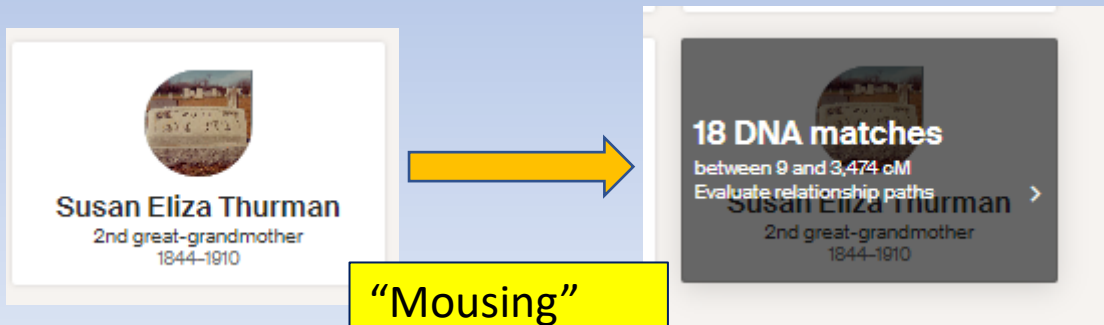 Susan Eliza Thurman
2nd great-grandmother
1844–1910
“Mousing”
18 DNA matches
between 9 and 3,474 cM
Evaluate relationship paths
Susan Eliza Thurman
2nd great-grandmother
1844–1910